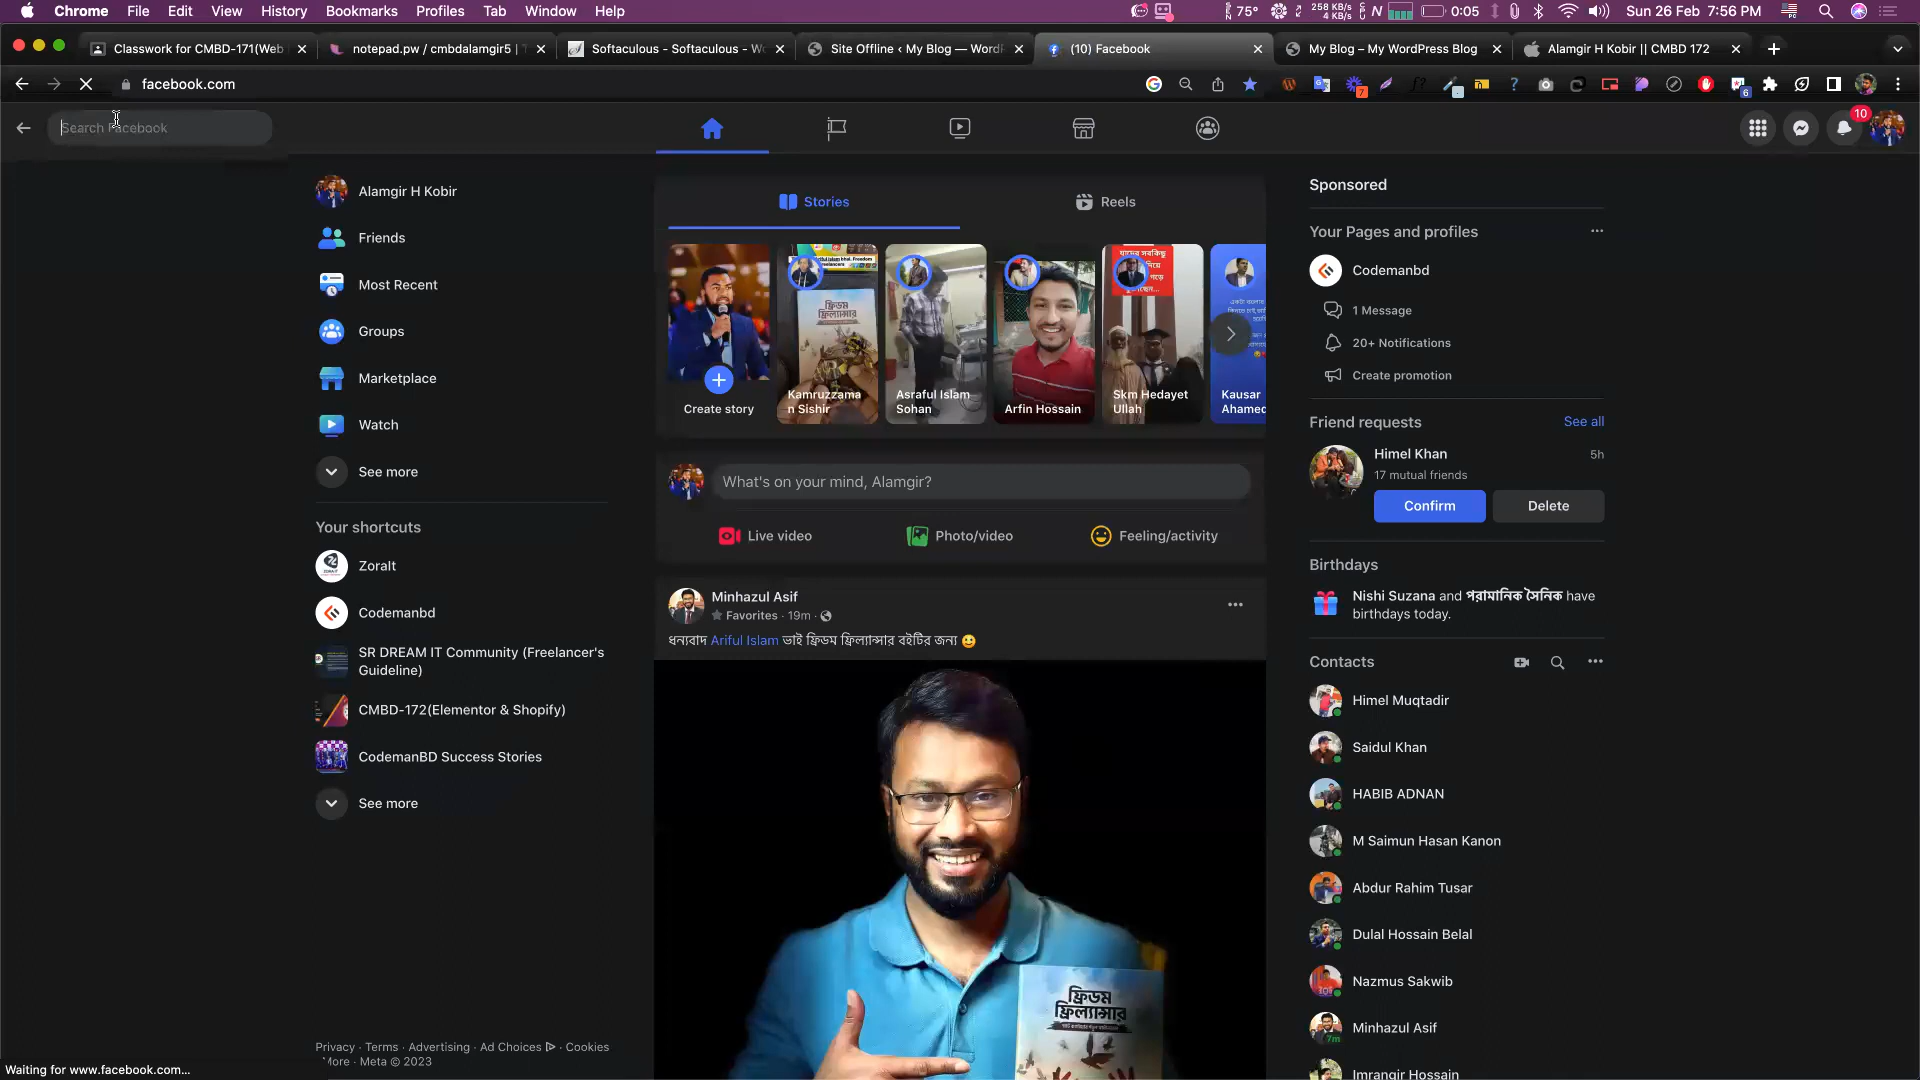 Chrome File Edit View History Bookmarks Profiles Tab Window Help 75° 258 KB/s 4 KB/s 0:05 Sun 26 Feb 7:56 PM
Classwork for CMBD-171(Web notepad.pw / cmbdalamgir5 | Softaculous - Softaculous - W Site Offline ‹ My Blog — Word (10) Facebook My Blog – My WordPress Blog Alamgir H Kobir || CMBD 172
facebook.com
Search Facebook
10
Alamgir H Kobir
Friends
Most Recent
Groups
Marketplace
Watch
See more
Your shortcuts
ZoraIt
Codemanbd
SR DREAM IT Community (Freelancer's
Guideline)
CMBD-172(Elementor & Shopify)
CodemanBD Success Stories
See more
Privacy · Terms · Advertising · Ad Choices · Cookies
More · Meta © 2023
Waiting for www.facebook.com...
Stories Reels
Create story
Kamruzzama
n Sishir
Asraful Islam
Sohan
Arfin Hossain
Skm Hedayet
Ullah
Kausar
Ahamed
What's on your mind, Alamgir?
Live video Photo/video Feeling/activity
Minhazul Asif
Favorites · 19m ·
ধন্যবাদ Ariful Islam ভাই ফ্রিডম ফ্রিল্যান্সার বইটির জন্য 😀
ফ্রিডম
ফ্রিল্যান্সার
Sponsored
Your Pages and profiles
Codemanbd
1 Message
20+ Notifications
Create promotion
Friend requests See all
Himel Khan 5h
17 mutual friends
Confirm Delete
Birthdays
Nishi Suzana and পরামানিক সৈনিক have
birthdays today.
Contacts
Himel Muqtadir
Saidul Khan
HABIB ADNAN
M Saimun Hasan Kanon
Abdur Rahim Tusar
Dulal Hossain Belal
Nazmus Sakwib
Minhazul Asif
7m
Imrangir Hossain